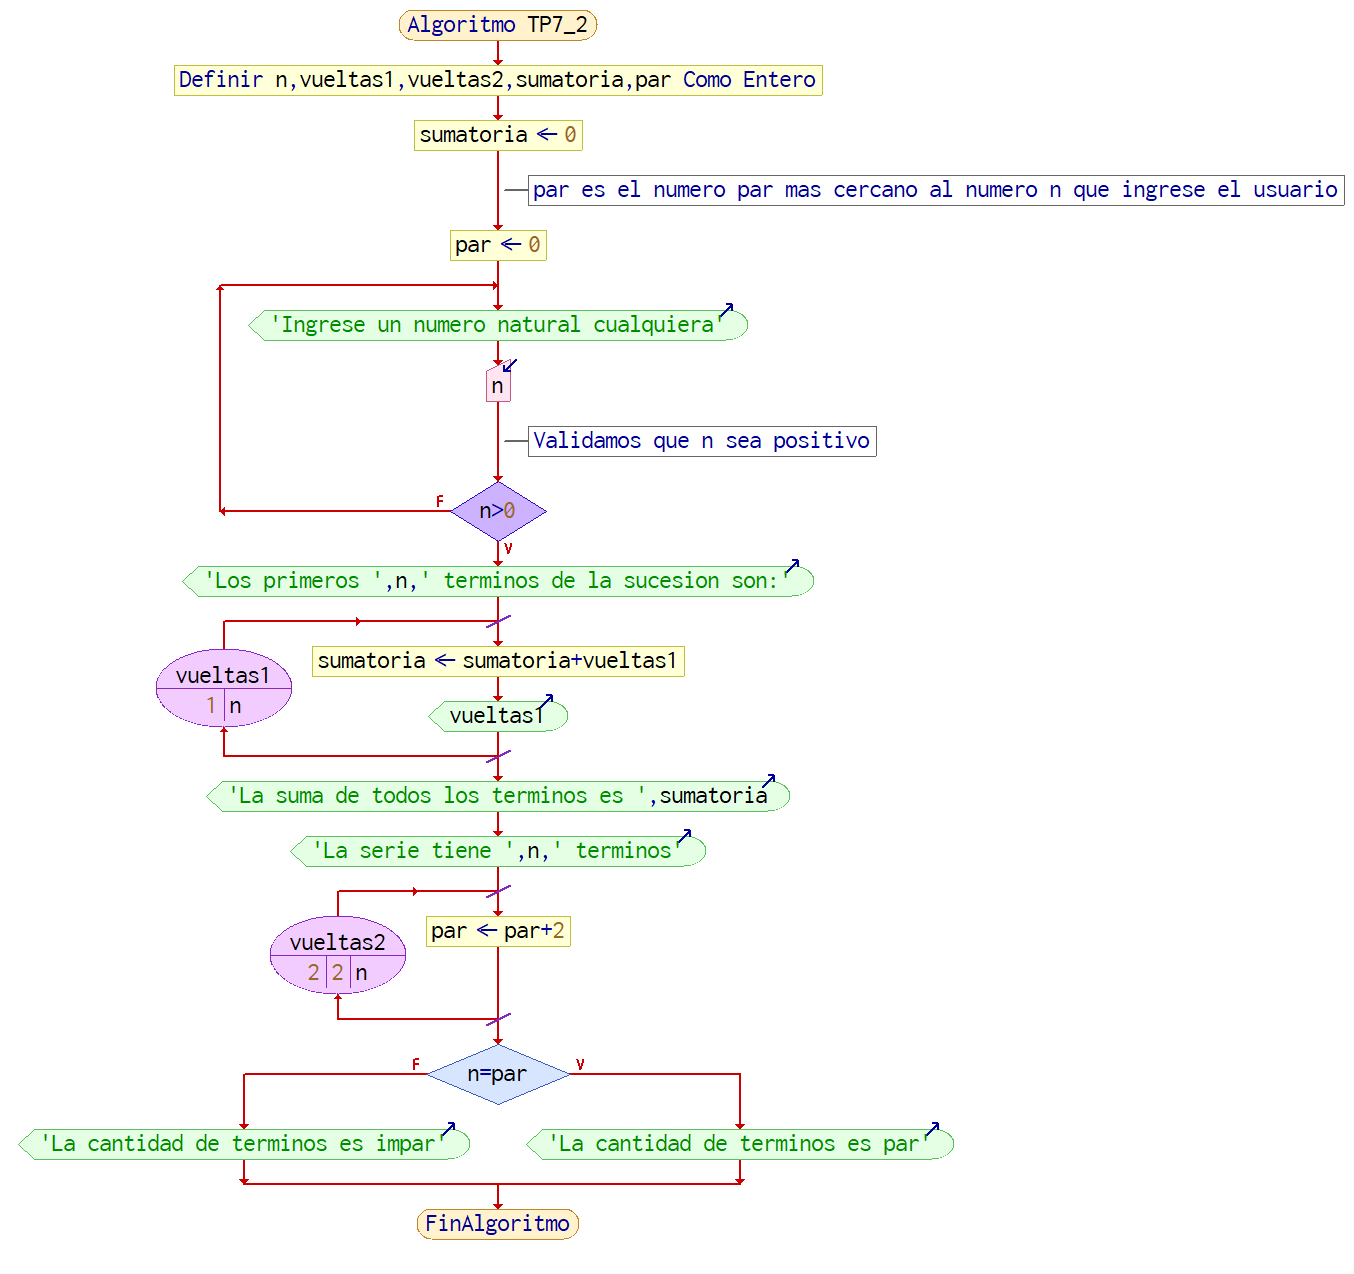 Algoritmo TP7_2
Definir n,vueltas1,vueltas2,sumatoria,par Como Entero
sumatoria ← 0
par es el numero par mas cercano al numero n que ingrese el usuario
par ← 0
'Ingrese un numero natural cualquiera'
n
Validamos que n sea positivo
F
n>0
V
'Los primeros ',n,' terminos de la sucesion son:'
sumatoria ← sumatoria+vueltas1
vueltas1
1 n
vueltas1
'La suma de todos los terminos es ',sumatoria
'La serie tiene ',n,' terminos'
par ← par+2
vueltas2
2 2 n
F V
n=par
'La cantidad de terminos es impar' 'La cantidad de terminos es par'
FinAlgoritmo